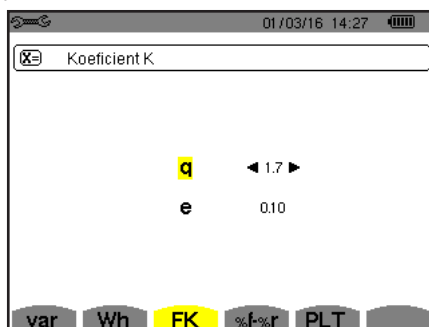 01/03/16 14:27
X= Koeficient K
q ◄ 1.7 ►
e 0.10
var Wh FK %f-%r PLT